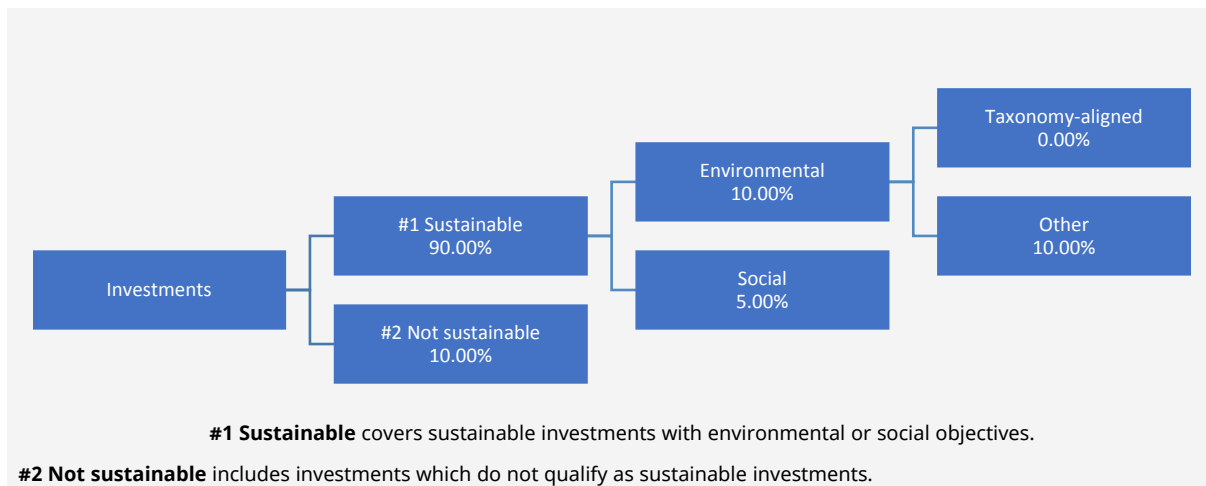 Investments
#1 Sustainable
90.00%
#2 Not sustainable
10.00%
Environmental
10.00%
Social
5.00%
Taxonomy-aligned
0.00%
Other
10.00%
#1 Sustainable covers sustainable investments with environmental or social objectives.
#2 Not sustainable includes investments which do not qualify as sustainable investments.